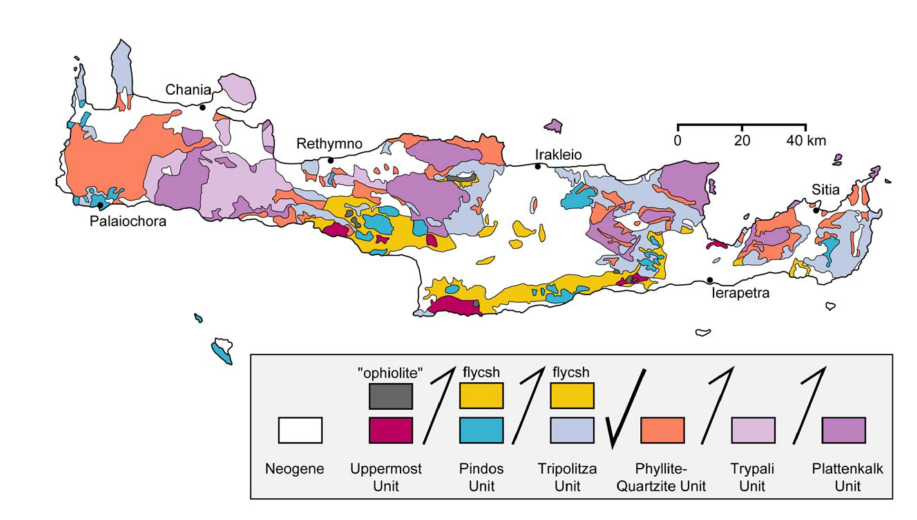 Chania
Rethymno
Irakleio
0 20 40 km
Sitia
Palaiochora
Ierapetra
"ophiolite" flycsh flycsh
Neogene Uppermost Pindos Tripolitza Phyllite- Trypali Plattenkalk
Unit Unit Unit Quartzite Unit Unit Unit